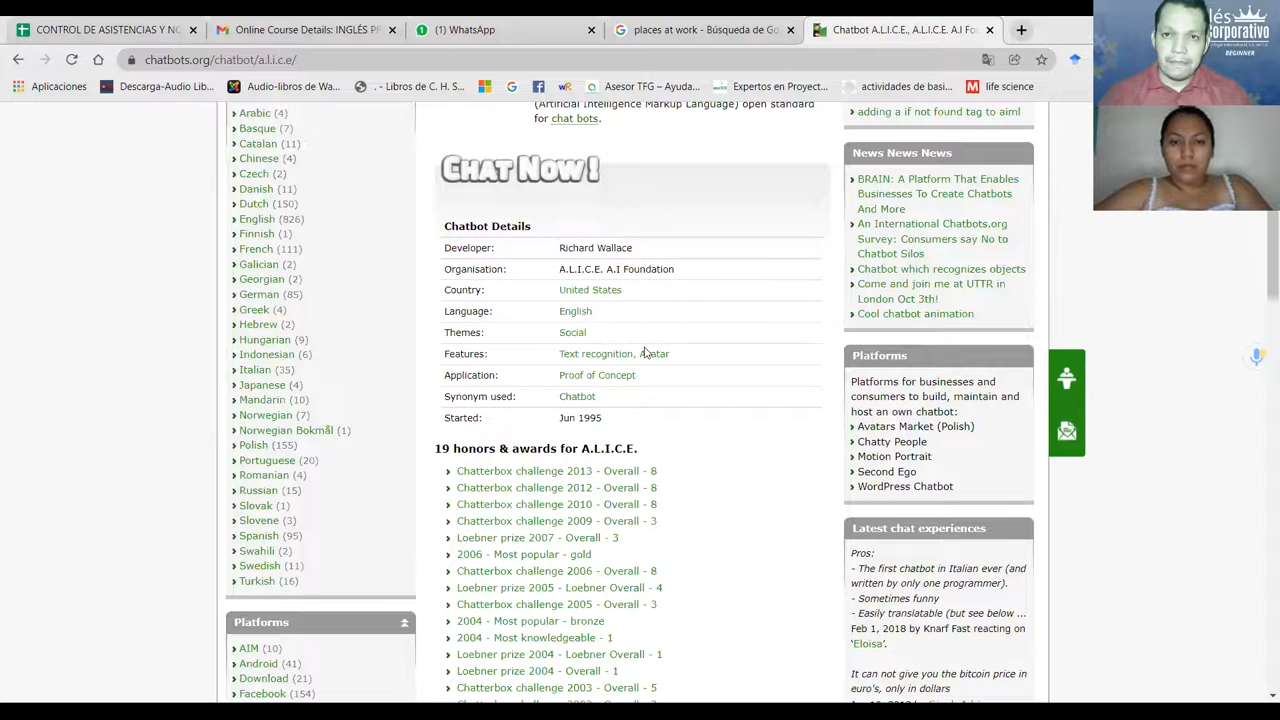 CONTROL DE ASISTENCIAS Y NO
Online Course Details: INGLÉS P
(1) WhatsApp
places at work - Búsqueda de Go
Chatbot A.L.I.C.E., A.L.I.C.E. A.I Fo
chatbots.org/chatbot/a.l.i.c.e/
Aplicaciones
Descarga-Audio Lib...
Audio libros de Wa...
. - Libros de C. H. S...
wR
Asesor TFG – Ayuda...
Expertos en Proyect...
actividades de basi...
life science
lés
corporativo
BEGINNER
Arabic (4)
Basque (7)
Catalan (11)
Chinese (4)
Czech (2)
Danish (11)
Dutch (150)
English (826)
Finnish (1)
French (111)
Galician (2)
Georgian (2)
German (85)
Greek (4)
Hebrew (2)
Hungarian (9)
Indonesian (6)
Italian (35)
Japanese (4)
Mandarin (10)
Norwegian (7)
Norwegian Bokmål (1)
Polish (155)
Portuguese (20)
Romanian (4)
Russian (15)
Slovak (1)
Slovene (3)
Spanish (95)
Swahili (2)
Swedish (11)
Turkish (16)
Platforms
AIM (10)
Android (41)
Download (21)
Facebook (154)
(Artificial Intelligence Markup Language) open standard
for chat bots.
CHAT NOW!
Chatbot Details
Developer: Richard Wallace
Organisation: A.L.I.C.E. A.I Foundation
Country: United States
Language: English
Themes: Social
Features: Text recognition, Avatar
Application: Proof of Concept
Synonym used: Chatbot
Started: Jun 1995
19 honors & awards for A.L.I.C.E.
Chatterbox challenge 2013 - Overall - 8
Chatterbox challenge 2012 - Overall - 8
Chatterbox challenge 2010 - Overall - 8
Chatterbox challenge 2009 - Overall - 3
Loebner prize 2007 - Overall - 3
2006 - Most popular - gold
Chatterbox challenge 2006 - Overall - 8
Loebner prize 2005 - Loebner Overall - 4
Chatterbox challenge 2005 - Overall - 3
2004 - Most popular - bronze
2004 - Most knowledgeable - 1
Loebner prize 2004 - Loebner Overall - 1
Loebner prize 2004 - Overall - 1
Chatterbox challenge 2003 - Overall - 5
adding a if not found tag to aiml
News News News
BRAIN: A Platform That Enables
Businesses To Create Chatbots
And More
An International Chatbots.org
Survey: Consumers say No to
Chatbot Silos
Chatbot which recognizes objects
Come and join me at UTTR in
London Oct 3th!
Cool chatbot animation
Platforms
Platforms for businesses and
consumers to build, maintain and
host an own chatbot:
Avatars Market (Polish)
Chatty People
Motion Portrait
Second Ego
WordPress Chatbot
Latest chat experiences
Pros:
- The first chatbot in Italian ever (and
written by only one programmer).
- Sometimes funny
- Easily translatable (but see below ...
Feb 1, 2018 by Knarf Fast reacting on
'Eloisa'.
It can not give you the bitcoin price in
euro's, only in dollars